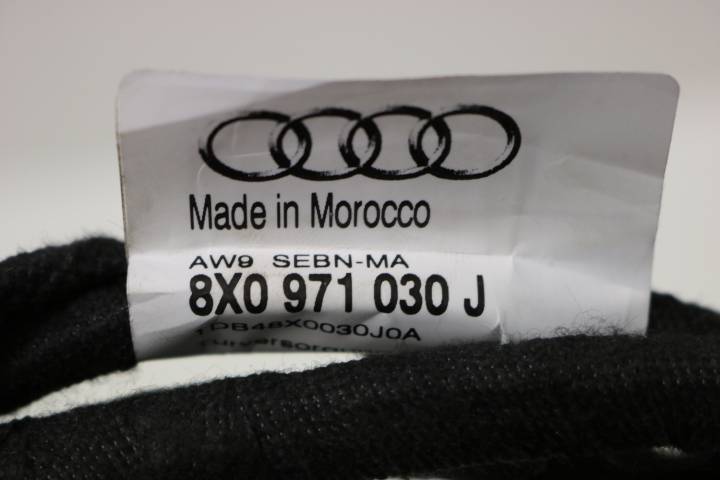 Made in Morocco
AW9 SEBN-MA
8X0 971 030 J
1DB48X0030J0A